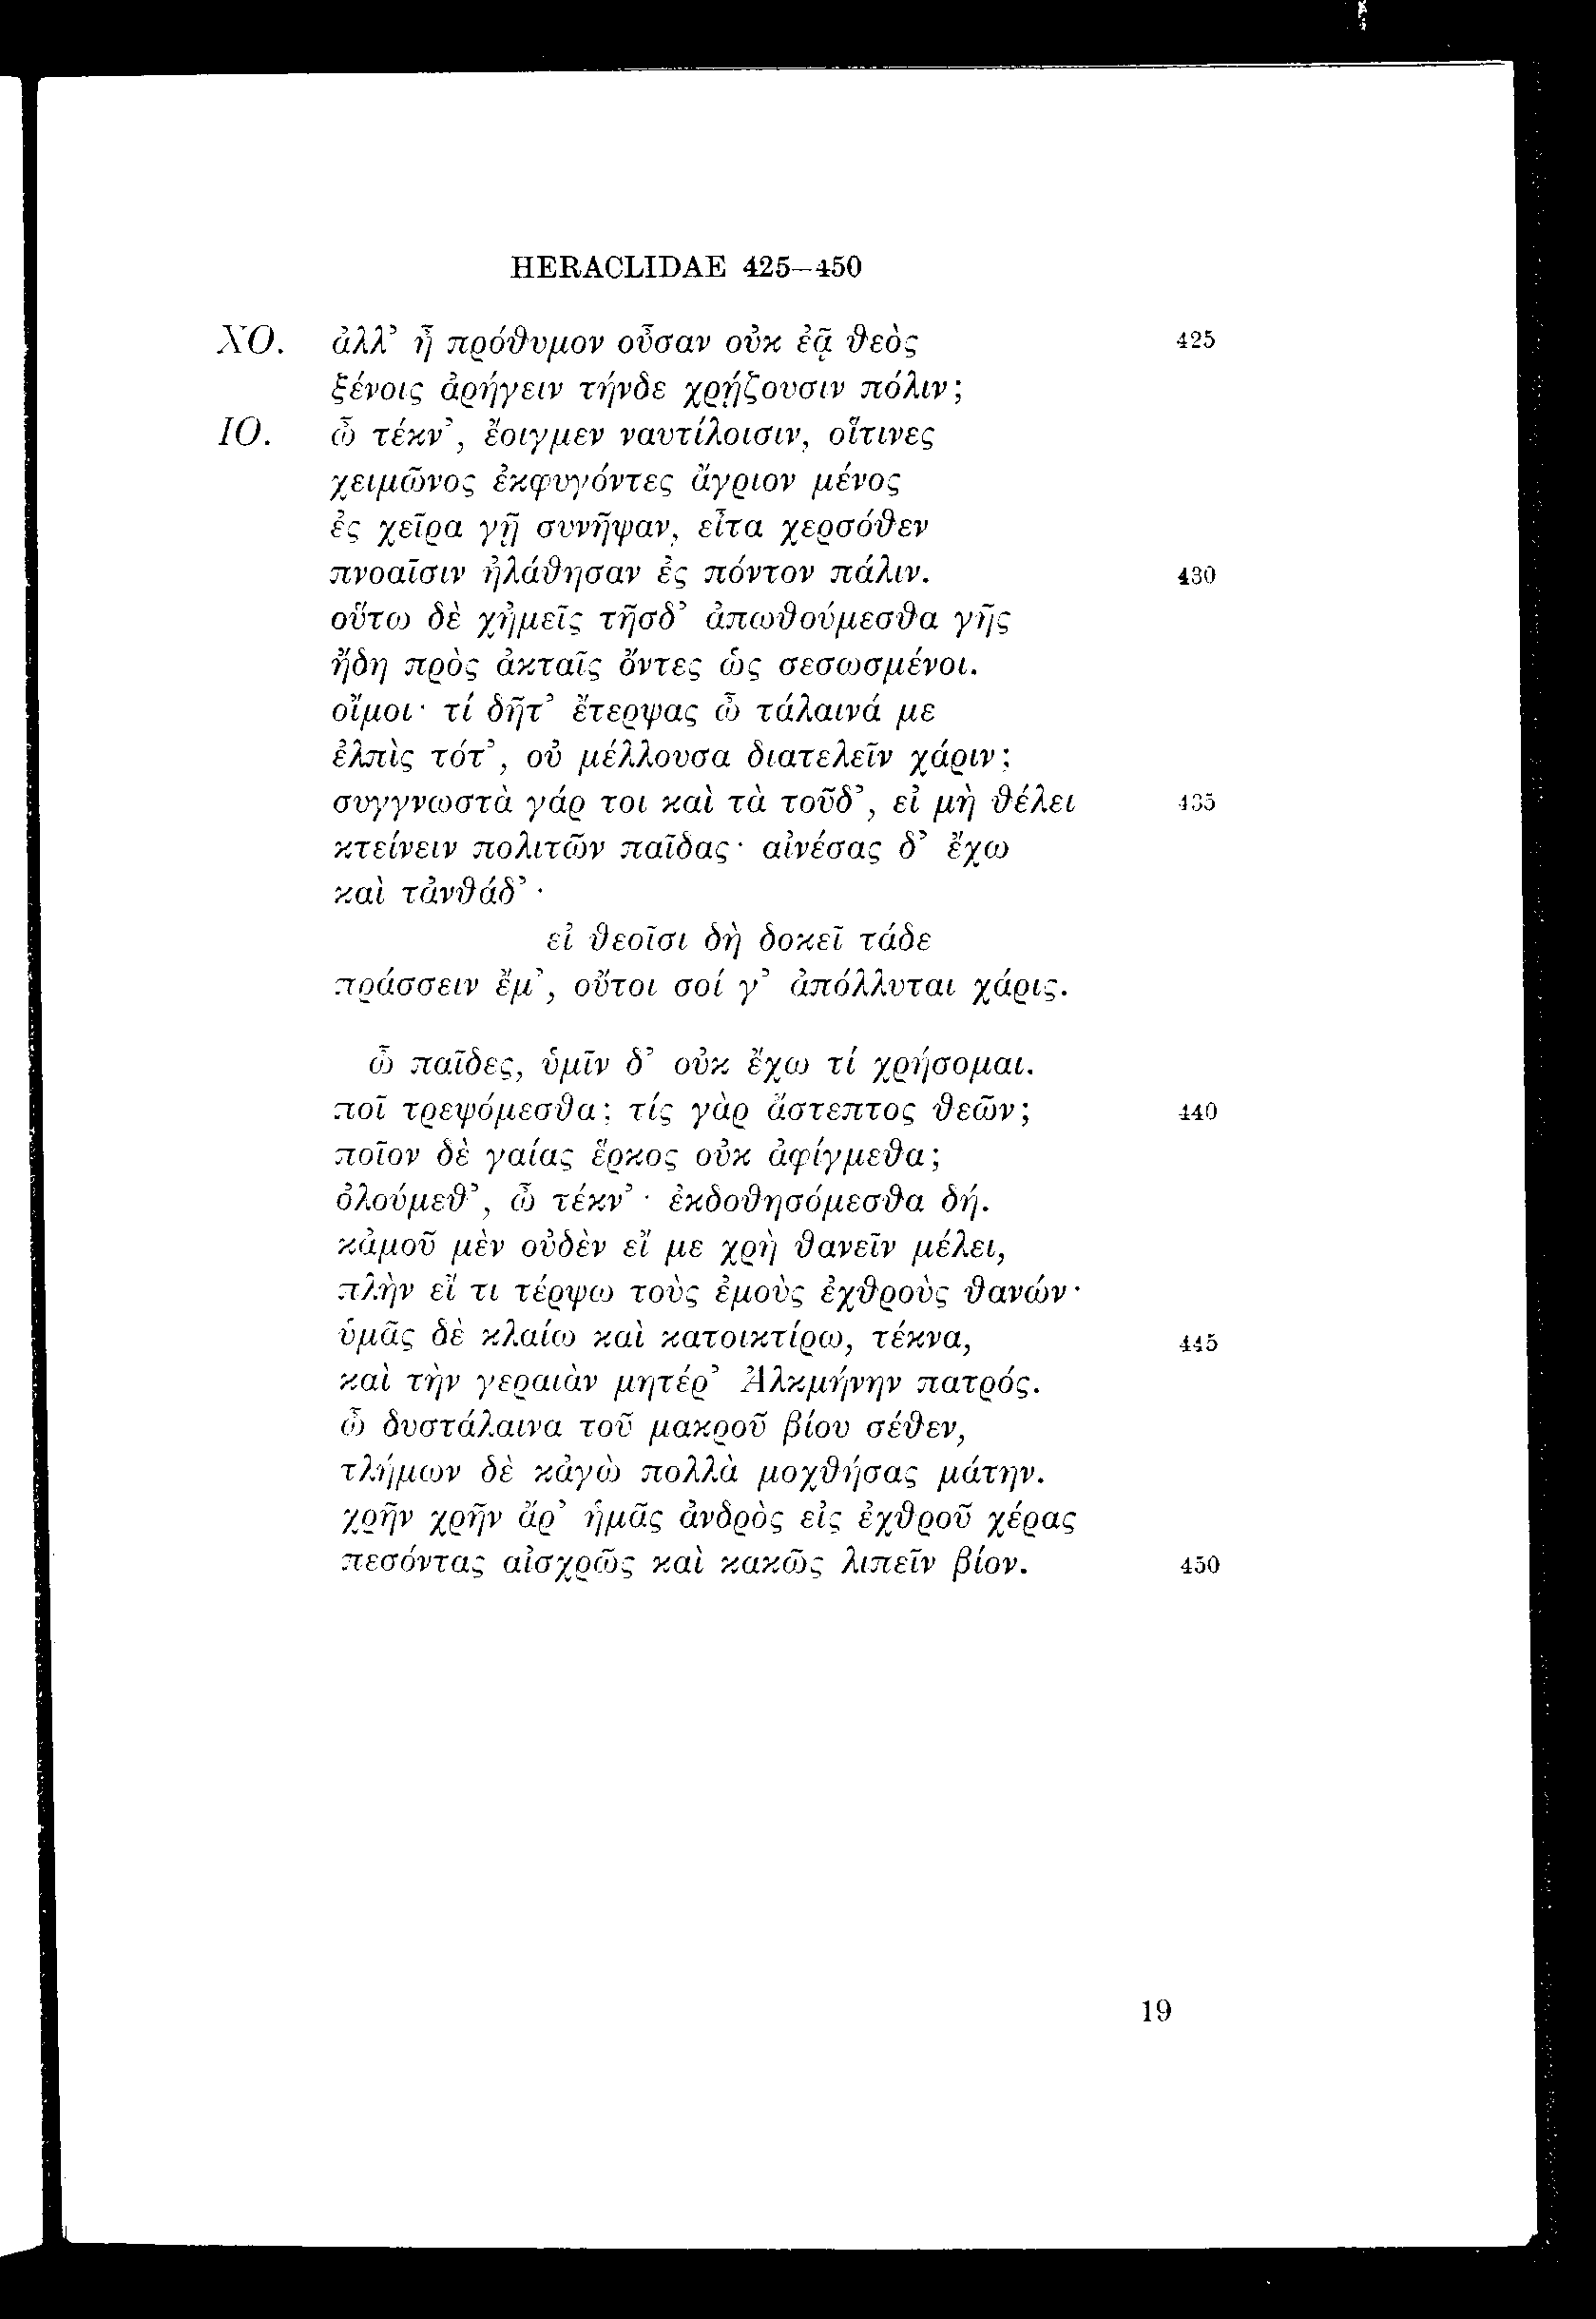 HERACLIDAE 425–450
ΧΟ. ἀλλ’ ἦ πρόθυμον οὖσαν οὐκ ἐᾷ θεὸς 425
ξένοις ἀρήγειν τήνδε χρῄζουσιν πόλιν;
ΙΟ. ὦ τέκν’, ἔοιγμεν ναυτίλοισιν, οἵτινες
χειμῶνος ἐκφυγόντες ἄγριον μένος
ἐς χεῖρα γῇ συνῆψαν, εἶτα χερσόθεν
πνοαῖσιν ἠλάθησαν ἐς πόντον πάλιν. 430
οὕτω δὲ χἠμεῖς τῆσδ’ ἀπωθούμεσθα γῆς
ἤδη πρὸς ἀκταῖς ὄντες ὡς σεσωσμένοι.
οἴμοι· τί δῆτ’ ἔτερψας ὦ τάλαινά με
ἐλπὶς τότ’, οὐ μέλλουσα διατελεῖν χάριν;
συγγνωστὰ γάρ τοι καὶ τὰ τοῦδ’, εἰ μὴ θέλει 435
κτείνειν πολιτῶν παῖδας· αἰνέσας δ’ ἔχω
καὶ τἀνθάδ’·
εἰ θεοῖσι δὴ δοκεῖ τάδε
πράσσειν ἔμ’, οὔτοι σοί γ’ ἀπόλλυται χάρις.
ὦ παῖδες, ὑμῖν δ’ οὐκ ἔχω τί χρήσομαι.
ποῖ τρεψόμεσθα; τίς γὰρ ἄστεπτος θεῶν; 440
ποῖον δὲ γαίας ἕρκος οὐκ ἀφίγμεθα;
ὀλούμεθ’, ὦ τέκν’· ἐκδοθησόμεσθα δή.
κἀμοῦ μὲν οὐδὲν εἴ με χρὴ θανεῖν μέλει,
πλὴν εἴ τι τέρψω τοὺς ἐμοὺς ἐχθροὺς θανών·
ὑμᾶς δὲ κλαίω καὶ κατοικτίρω, τέκνα, 445
καὶ τὴν γεραιὰν μητέρ’ Ἀλκμήνην πατρός.
ὦ δυστάλαινα τοῦ μακροῦ βίου σέθεν,
τλήμων δὲ κἀγὼ πολλὰ μοχθήσας μάτην.
χρῆν χρῆν ἄρ’ ἡμᾶς ἀνδρὸς εἰς ἐχθροῦ χέρας
πεσόντας αἰσχρῶς καὶ κακῶς λιπεῖν βίον. 450
19